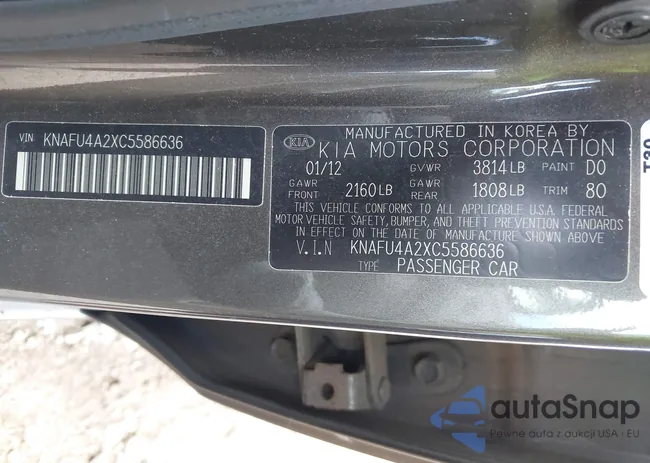 VIN KNAFU4A2XC5586636
KIA
MANUFACTURED IN KOREA BY
KIA MOTORS CORPORATION
01/12 GVWR 3814LB PAINT D0
GAWR FRONT 2160LB GAWR REAR 1808LB TRIM 80
THIS VEHICLE CONFORMS TO ALL APPLICABLE U.S.A. FEDERAL
MOTOR VEHICLE SAFETY, BUMPER, AND THEFT PREVENTION STANDARDS
IN EFFECT ON THE DATE OF MANUFACTURE SHOWN ABOVE
V.I.N KNAFU4A2XC5586636
TYPE PASSENGER CAR
T30
autaSnap
Pewne auta z aukcji USA i EU